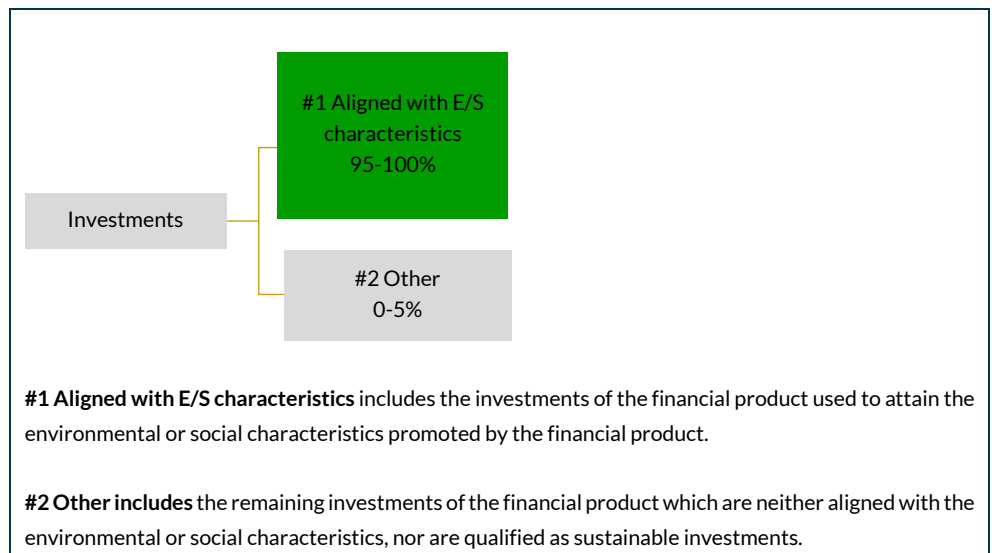 #1 Aligned with E/S
characteristics
95-100%
Investments
#2 Other
0-5%
#1 Aligned with E/S characteristics includes the investments of the financial product used to attain the
environmental or social characteristics promoted by the financial product.
#2 Other includes the remaining investments of the financial product which are neither aligned with the
environmental or social characteristics, nor are qualified as sustainable investments.